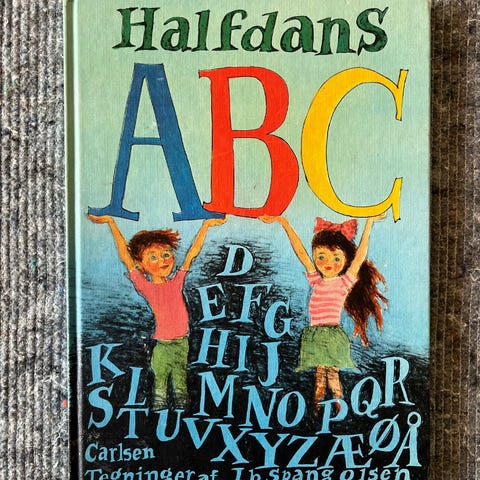 Halfdans
ABC
D
EFG
HIJ
KLMNOPQR
STUVXYZÆØÅ
Carlsen
Tegninger af Ib Spang Olsen